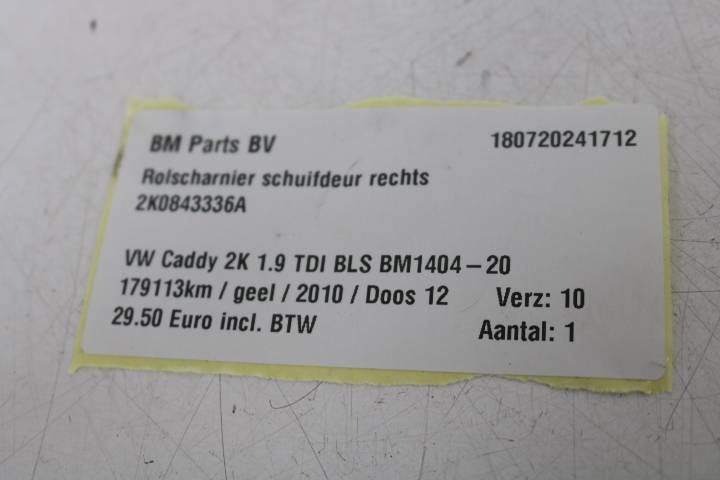 BM Parts BV 180720241712
Rolscharnier schuifdeur rechts
2K0843336A
VW Caddy 2K 1.9 TDI BLS BM1404-20
179113km / geel / 2010 / Doos 12 Verz: 10
29.50 Euro incl. BTW Aantal: 1